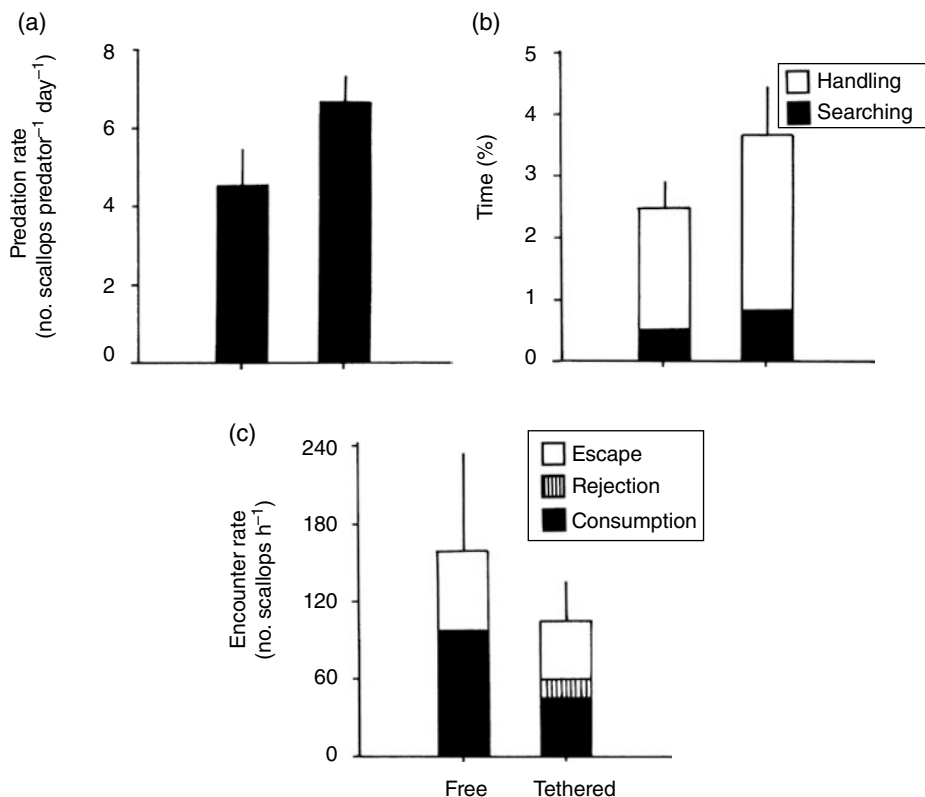 (a)
8
6
4
2
0
Predation rate
(no. scallops predator⁻¹ day⁻¹)
(b)
5
4
3
2
1
0
Time (%)
Handling
Searching
(c)
240
180
120
60
0
Encounter rate
(no. scallops h⁻¹)
Escape
Rejection
Consumption
Free Tethered